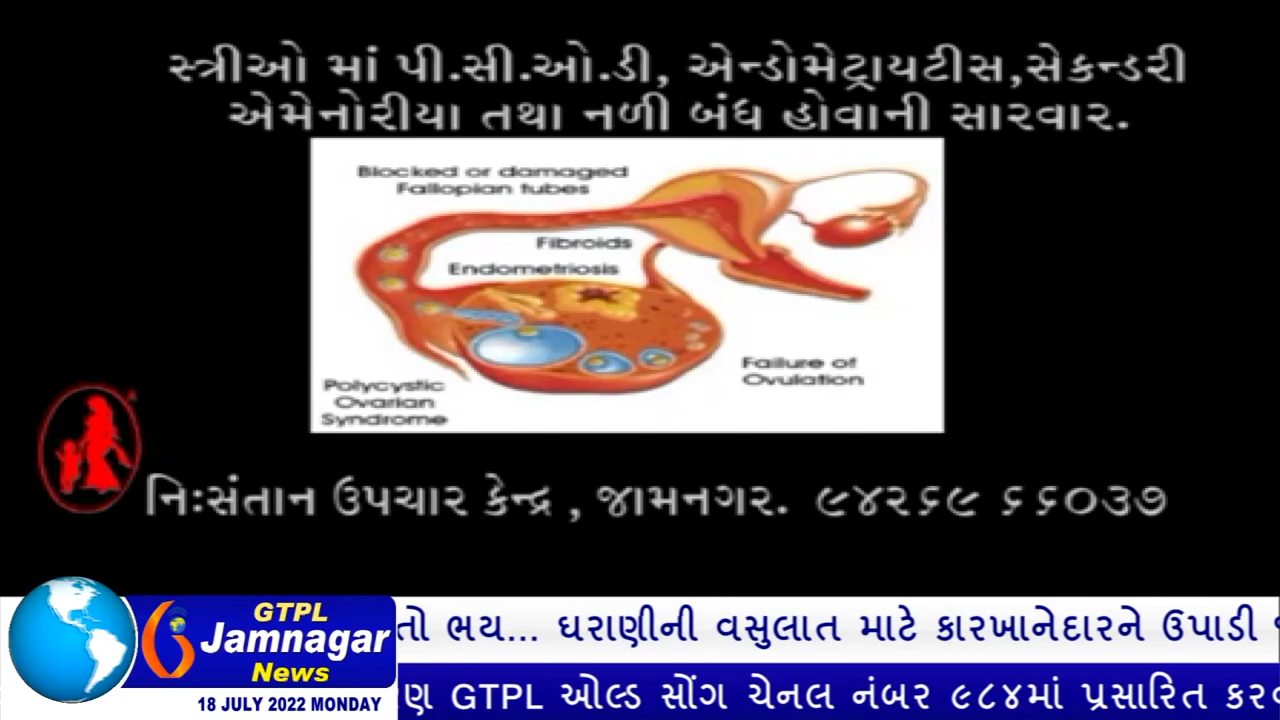 સ્ત્રીઓ માં પી.સી.ઓ.ડી, એન્ડોમેટ્રાયટીસ,સેકન્ડરી
એમેનોરીયા તથા નળી બંધ હોવાની સારવાર.
Blocked or damaged
Fallopian tubes
Fibroids
Endometriosis
Failure of
Ovulation
Polycystic
Ovarian
Syndrome
નિઃસંતાન ઉપચાર કેન્દ્ર , જામનગર. ૯૪૨૬૯ ૬૬૦૩૭
GTPL
Jamnagar
News
18 JULY 2022 MONDAY
ભય... ઘરાણીની વસુલાત માટે કારખાનેદારને ઉપાડી
GTPL ઓલ્ડ સોંગ ચેનલ નંબર ૯૮૪માં પ્રસારિત